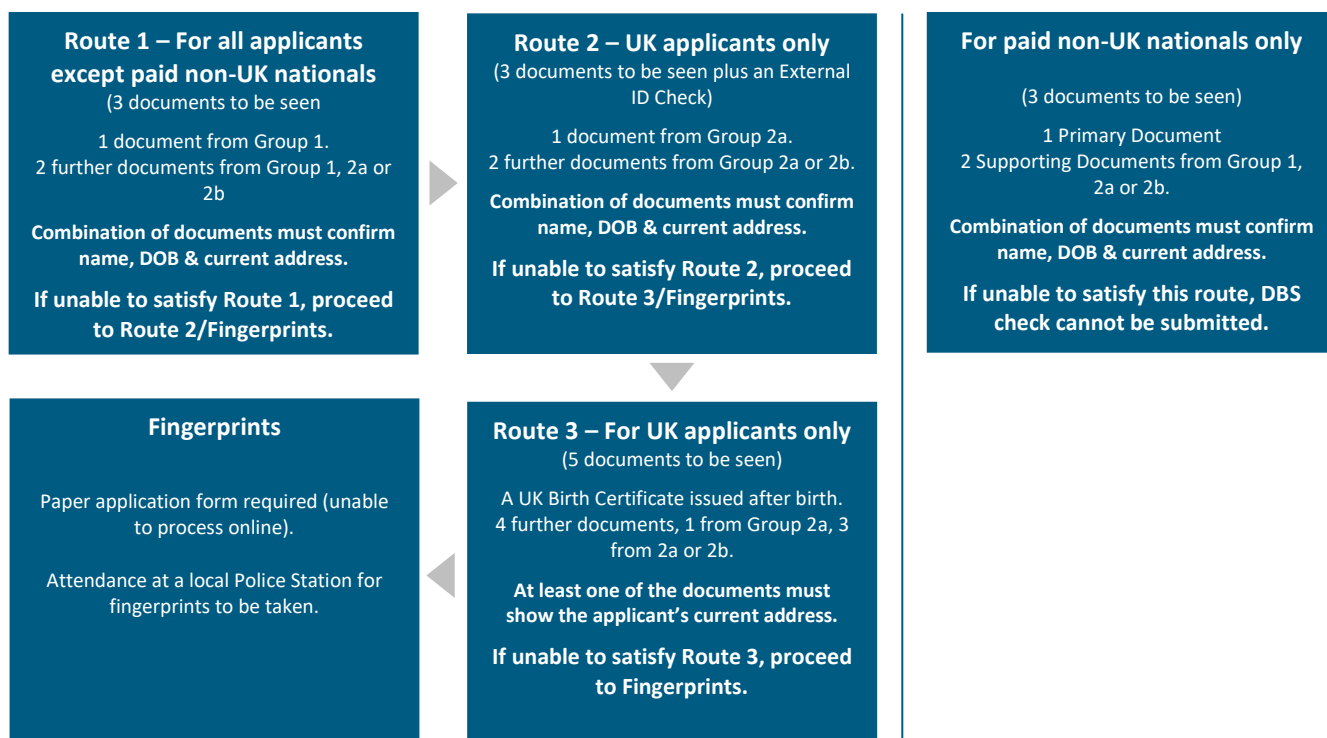 Route 1 – For all applicants
except paid non-UK nationals
(3 documents to be seen
1 document from Group 1.
2 further documents from Group 1, 2a or
2b
Combination of documents must confirm
name, DOB & current address.
If unable to satisfy Route 1, proceed
to Route 2/Fingerprints.
Route 2 – UK applicants only
(3 documents to be seen plus an External
ID Check)
1 document from Group 2a.
2 further documents from Group 2a or 2b.
Combination of documents must confirm
name, DOB & current address.
If unable to satisfy Route 2, proceed
to Route 3/Fingerprints.
For paid non-UK nationals only
(3 documents to be seen)
1 Primary Document
2 Supporting Documents from Group 1,
2a or 2b.
Combination of documents must confirm
name, DOB & current address.
If unable to satisfy this route, DBS
check cannot be submitted.
Route 3 – For UK applicants only
(5 documents to be seen)
A UK Birth Certificate issued after birth.
4 further documents, 1 from Group 2a, 3
from 2a or 2b.
At least one of the documents must
show the applicant’s current address.
If unable to satisfy Route 3, proceed
to Fingerprints.
Fingerprints
Paper application form required (unable
to process online).
Attendance at a local Police Station for
fingerprints to be taken.